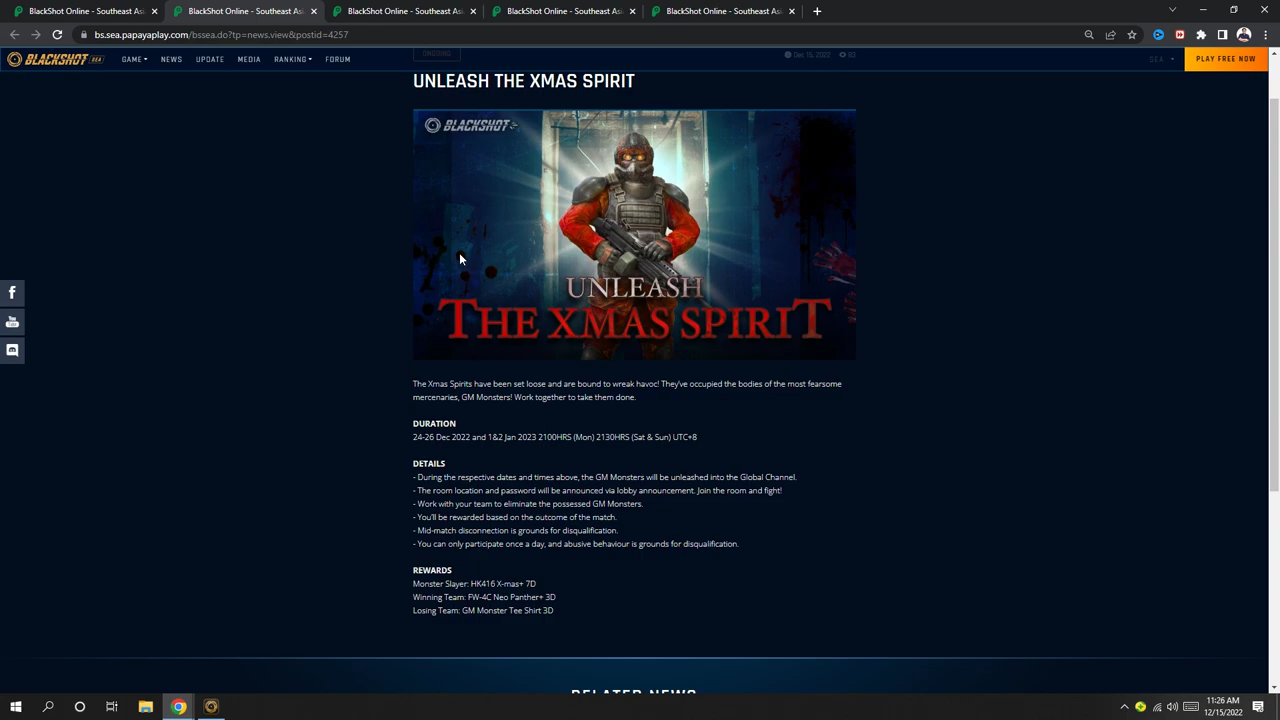 BlackShot Online - Southeast As
BlackShot Online - Southeast As
BlackShot Online - Southeast As
BlackShot Online - Southeast As
BlackShot Online - Southeast As
bs.sea.papayaplay.com/bssea.do?tp=news.view&postid=4257
BLACKSHOT SEA
GAME
NEWS
UPDATE
MEDIA
RANKING
FORUM
SEA
PLAY FREE NOW
ONGOING
Dec 15, 2022
83
UNLEASH THE XMAS SPIRIT
BLACKSHOT
UNLEASH
THE XMAS SPIRIT
The Xmas Spirits have been set loose and are bound to wreak havoc! They've occupied the bodies of the most fearsome
mercenaries, GM Monsters! Work together to take them done.
DURATION
24-26 Dec 2022 and 1&2 Jan 2023 2100HRS (Mon) 2130HRS (Sat & Sun) UTC+8
DETAILS
- During the respective dates and times above, the GM Monsters will be unleashed into the Global Channel.
- The room location and password will be announced via lobby announcement. Join the room and fight!
- Work with your team to eliminate the possessed GM Monsters.
- You'll be rewarded based on the outcome of the match.
- Mid-match disconnection is grounds for disqualification.
- You can only participate once a day, and abusive behaviour is grounds for disqualification.
REWARDS
Monster Slayer: HK416 X-mas+ 7D
Winning Team: FW-4C Neo Panther+ 3D
Losing Team: GM Monster Tee Shirt 3D
RELATED NEWS
11:26 AM
12/15/2022